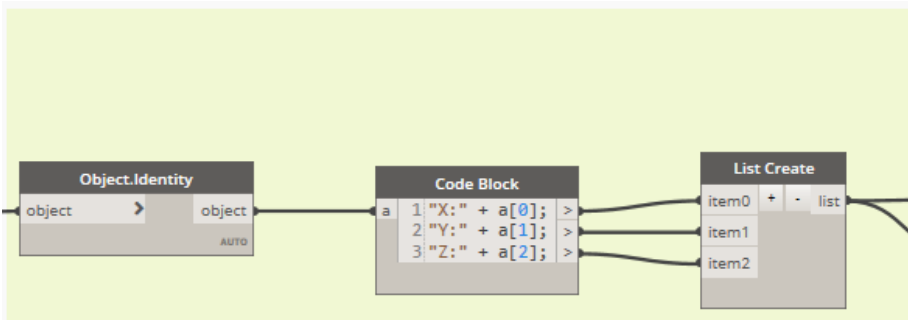 Object.Identity
object > object
AUTO
Code Block
a 1 "X:" + a[0]; >
2 "Y:" + a[1]; >
3 "Z:" + a[2]; >
List Create
item0 + - list
item1
item2